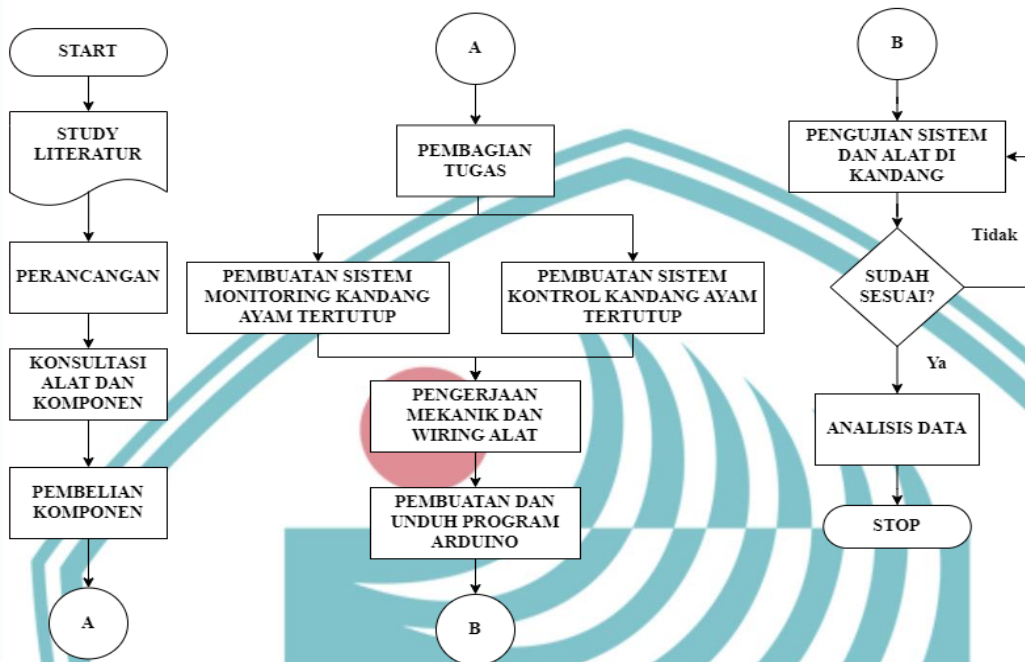 START
STUDY
LITERATUR
PERANCANGAN
KONSULTASI
ALAT DAN
KOMPONEN
PEMBELIAN
KOMPONEN
A
A
PEMBAGIAN
TUGAS
PEMBUATAN SISTEM
MONITORING KANDANG
AYAM TERTUTUP
PEMBUATAN SISTEM
KONTROL KANDANG AYAM
TERTUTUP
PENGERJAAN
MEKANIK DAN
WIRING ALAT
PEMBUATAN DAN
UNDUH PROGRAM
ARDUINO
B
B
PENGUJIAN SISTEM
DAN ALAT DI
KANDANG
Tidak
SUDAH
SESUAI?
Ya
ANALISIS DATA
STOP